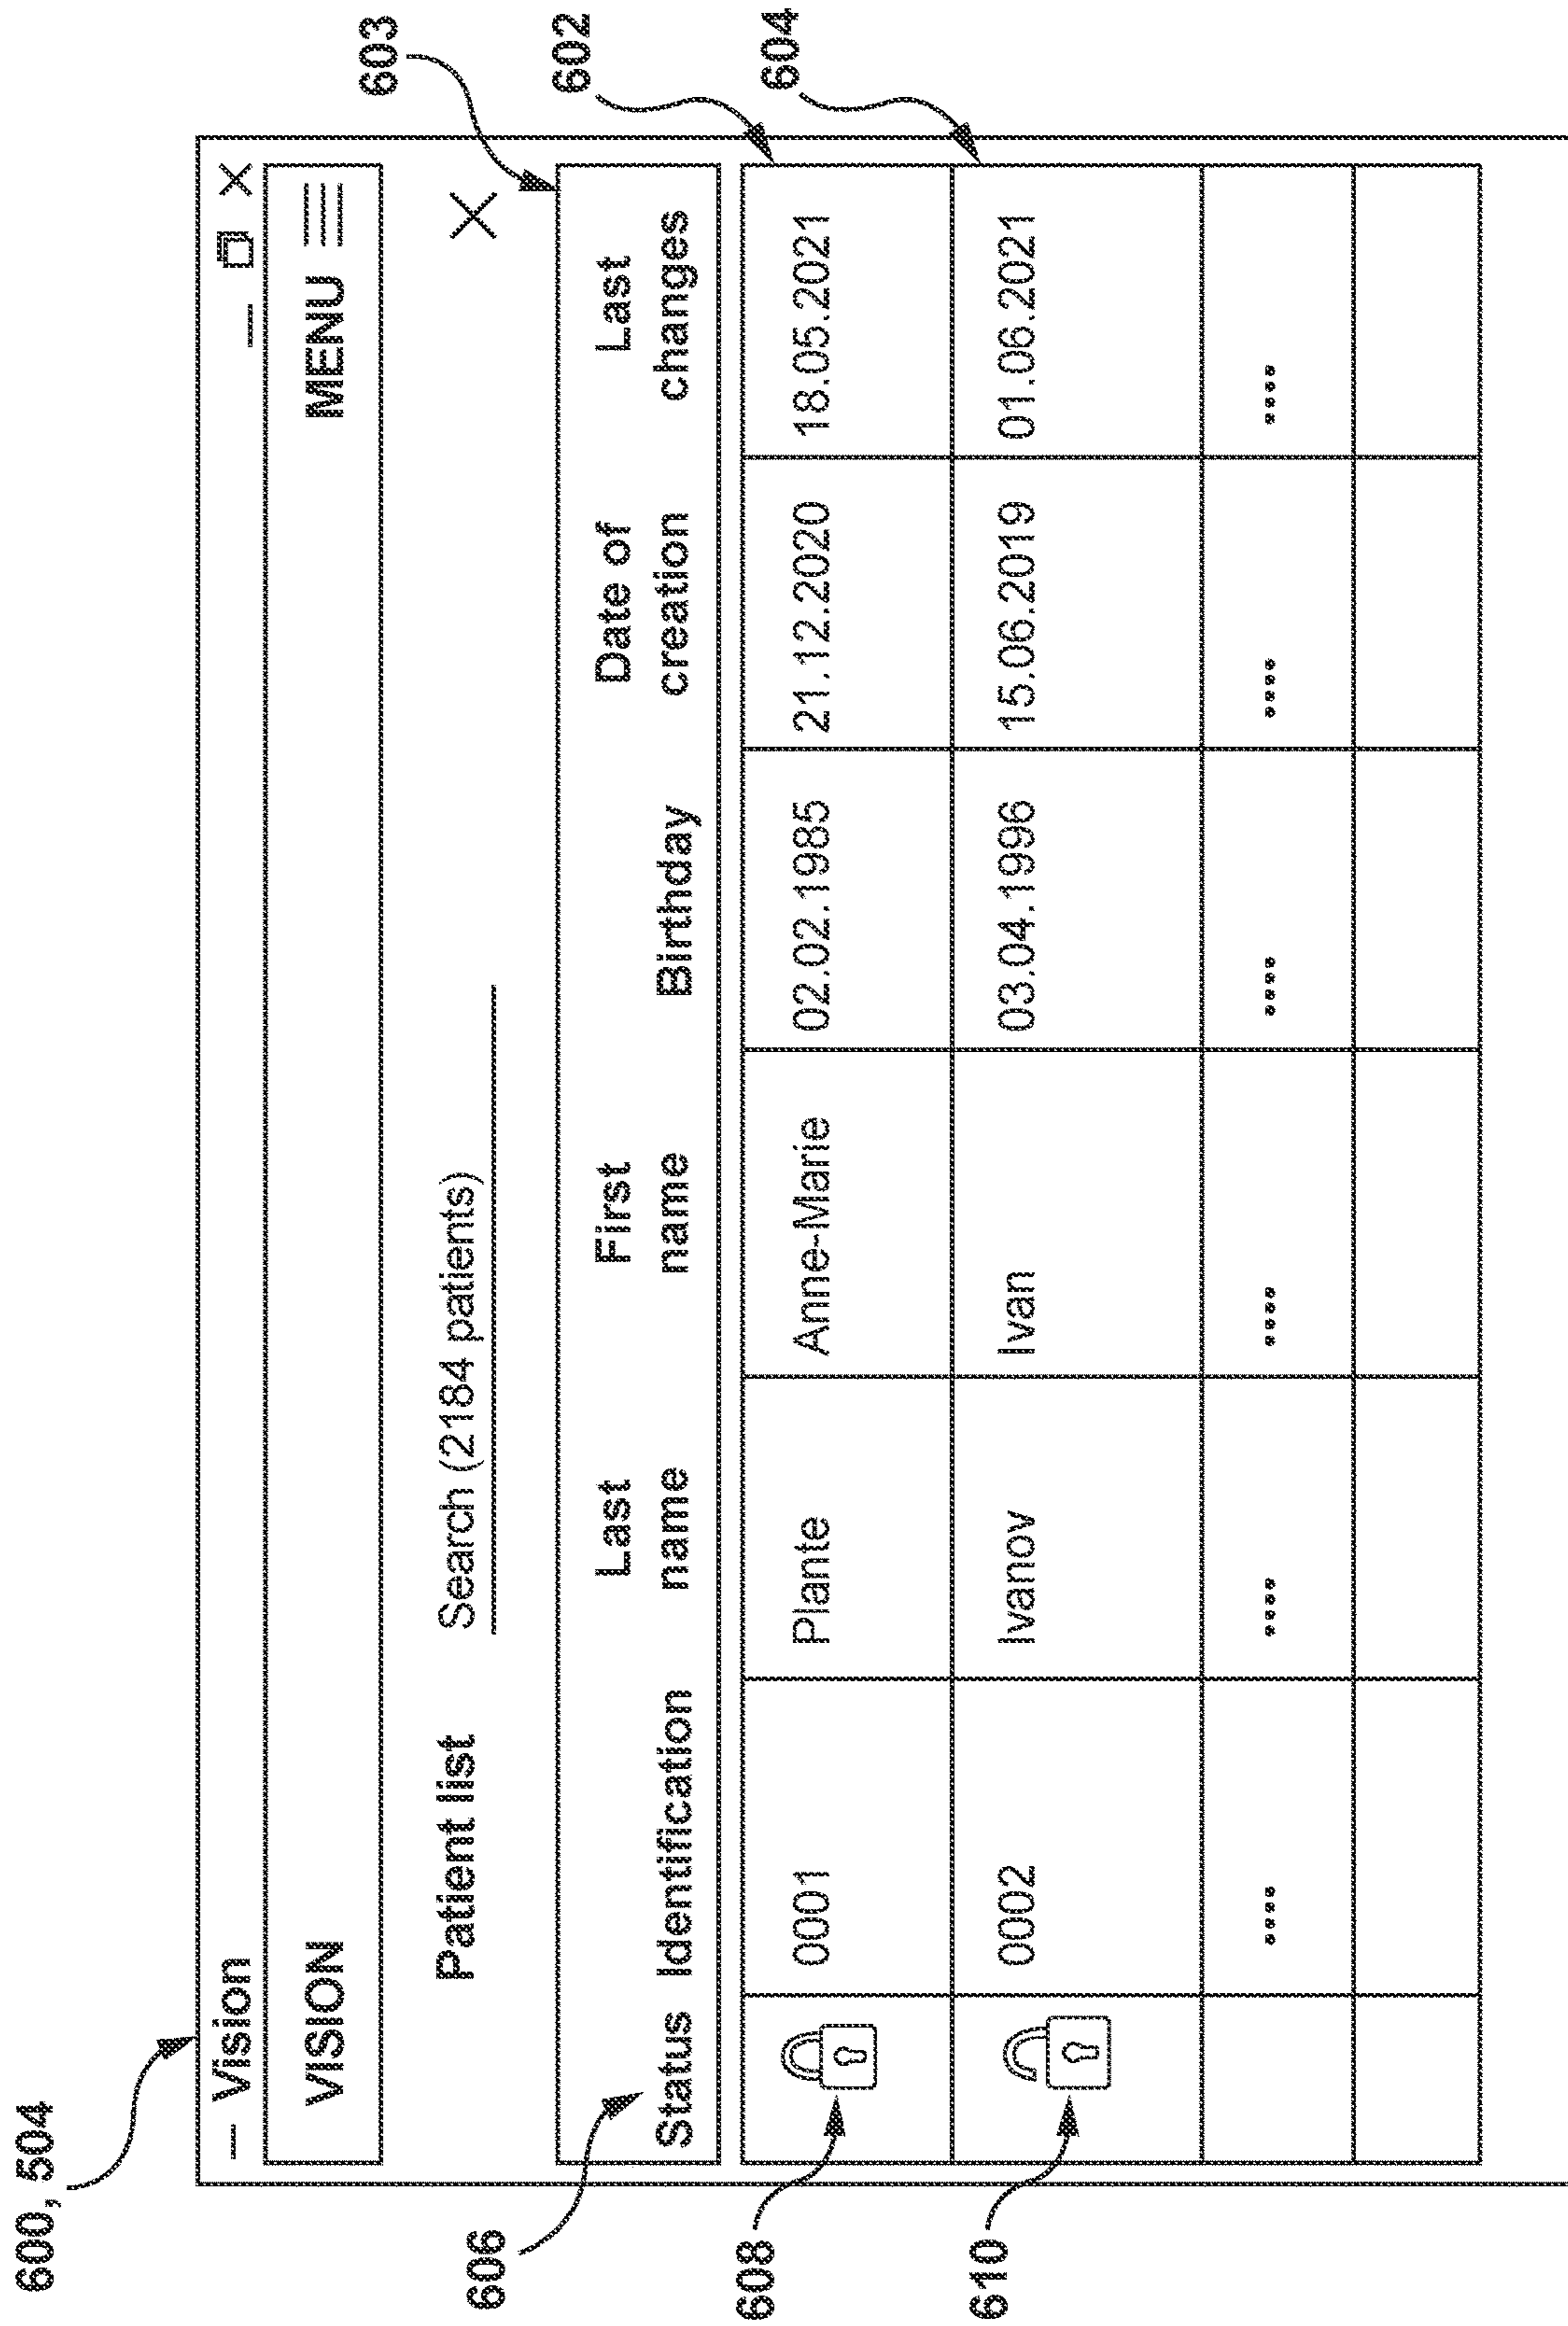 600, 504
— Vision
VISION
MENU
Patient list
Search (2184 patients)
603
606
Status Identification Last name First name Birthday Date of creation Last changes
602
608
0001 Plante Anne-Marie 02.02.1985 21.12.2020 18.05.2021
604
610
0002 Ivanov Ivan 03.04.1996 15.06.2019 01.06.2021
.... .... .... .... .... ....